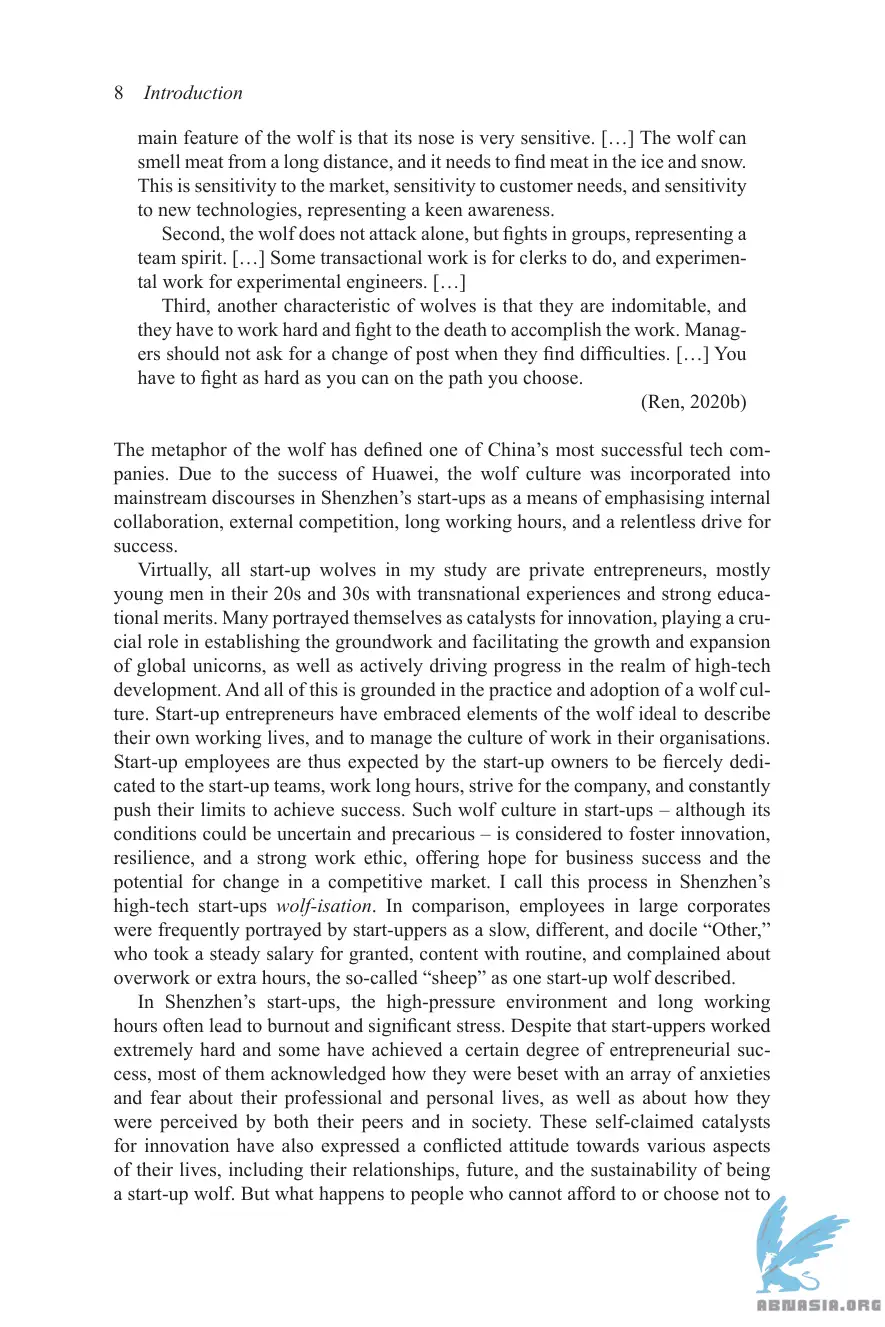 8 Introduction
main feature of the wolf is that its nose is very sensitive. […] The wolf can
smell meat from a long distance, and it needs to find meat in the ice and snow.
This is sensitivity to the market, sensitivity to customer needs, and sensitivity
to new technologies, representing a keen awareness.
Second, the wolf does not attack alone, but fights in groups, representing a
team spirit. […] Some transactional work is for clerks to do, and experimen-
tal work for experimental engineers. […]
Third, another characteristic of wolves is that they are indomitable, and
they have to work hard and fight to the death to accomplish the work. Manag-
ers should not ask for a change of post when they find difficulties. […] You
have to fight as hard as you can on the path you choose.
(Ren, 2020b)
The metaphor of the wolf has defined one of China's most successful tech com-
panies. Due to the success of Huawei, the wolf culture was incorporated into
mainstream discourses in Shenzhen's start-ups as a means of emphasising internal
collaboration, external competition, long working hours, and a relentless drive for
success.
Virtually, all start-up wolves in my study are private entrepreneurs, mostly
young men in their 20s and 30s with transnational experiences and strong educa-
tional merits. Many portrayed themselves as catalysts for innovation, playing a cru-
cial role in establishing the groundwork and facilitating the growth and expansion
of global unicorns, as well as actively driving progress in the realm of high-tech
development. And all of this is grounded in the practice and adoption of a wolf cul-
ture. Start-up entrepreneurs have embraced elements of the wolf ideal to describe
their own working lives, and to manage the culture of work in their organisations.
Start-up employees are thus expected by the start-up owners to be fiercely dedi-
cated to the start-up teams, work long hours, strive for the company, and constantly
push their limits to achieve success. Such wolf culture in start-ups – although its
conditions could be uncertain and precarious – is considered to foster innovation,
resilience, and a strong work ethic, offering hope for business success and the
potential for change in a competitive market. I call this process in Shenzhen's
high-tech start-ups wolf-isation. In comparison, employees in large corporates
were frequently portrayed by start-uppers as a slow, different, and docile “Other,”
who took a steady salary for granted, content with routine, and complained about
overwork or extra hours, the so-called “sheep” as one start-up wolf described.
In Shenzhen's start-ups, the high-pressure environment and long working
hours often lead to burnout and significant stress. Despite that start-uppers worked
extremely hard and some have achieved a certain degree of entrepreneurial suc-
cess, most of them acknowledged how they were beset with an array of anxieties
and fear about their professional and personal lives, as well as about how they
were perceived by both their peers and in society. These self-claimed catalysts
for innovation have also expressed a conflicted attitude towards various aspects
of their lives, including their relationships, future, and the sustainability of being
a start-up wolf. But what happens to people who cannot afford to or choose not to
ABNASIA.ORG